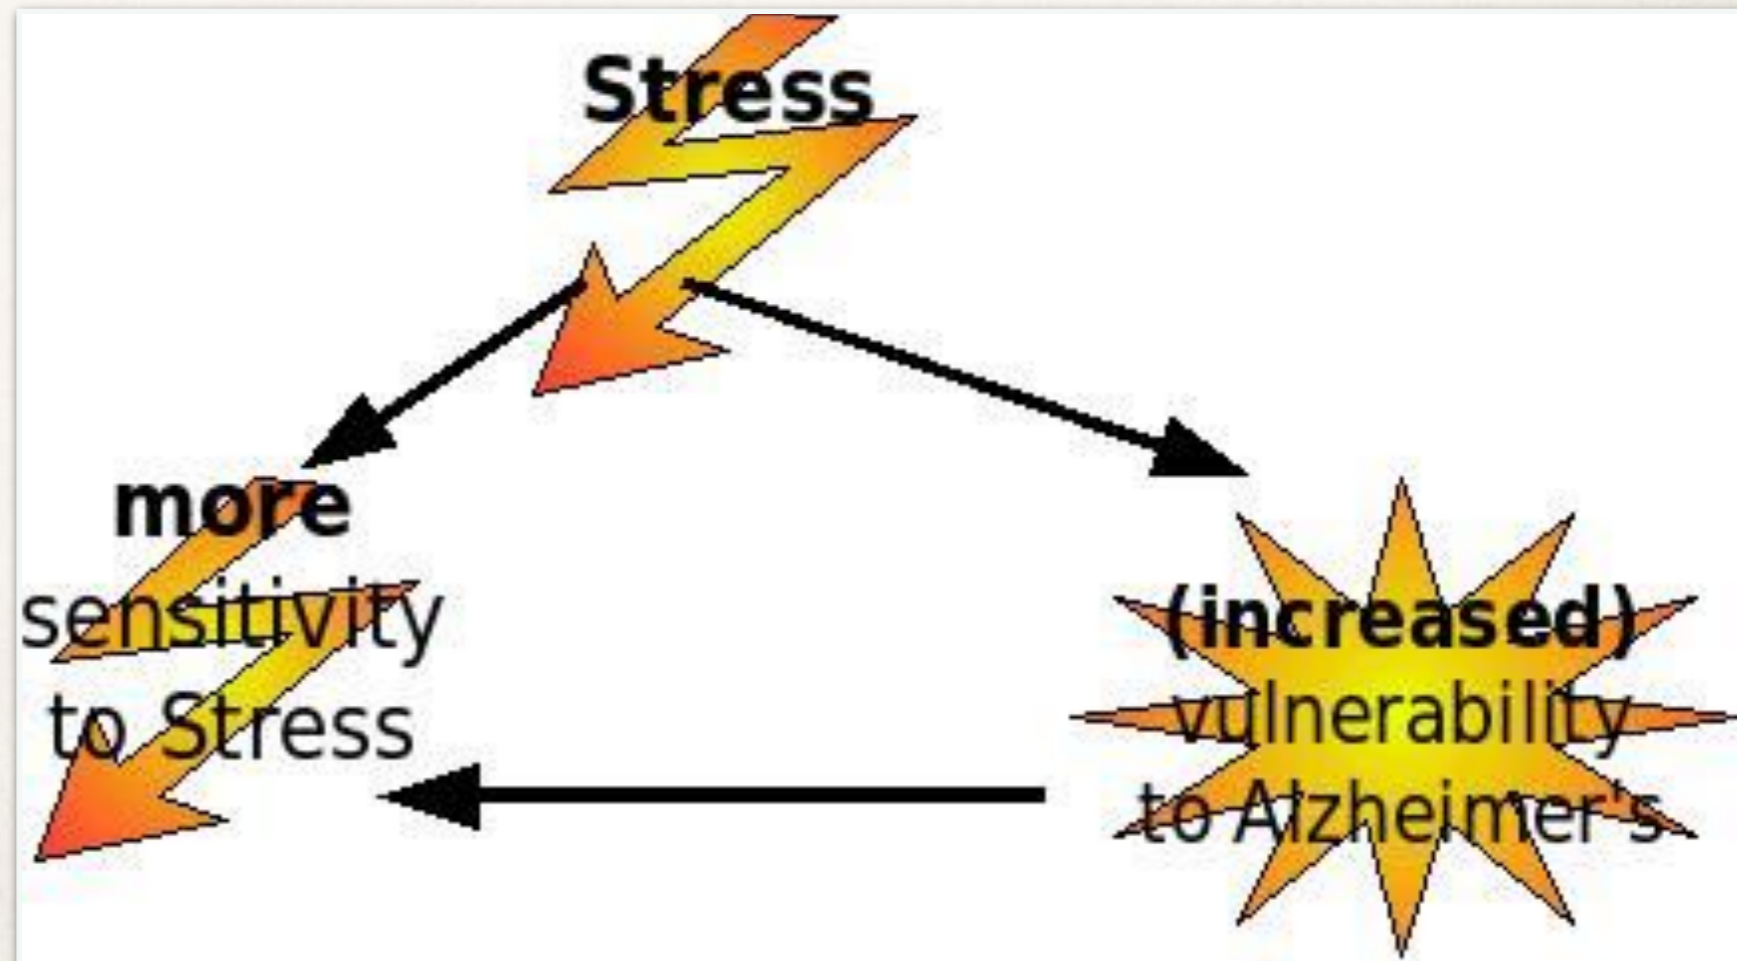 Stress
more
sensitivity
to Stress
(increased)
vulnerability
to Alzheimer's